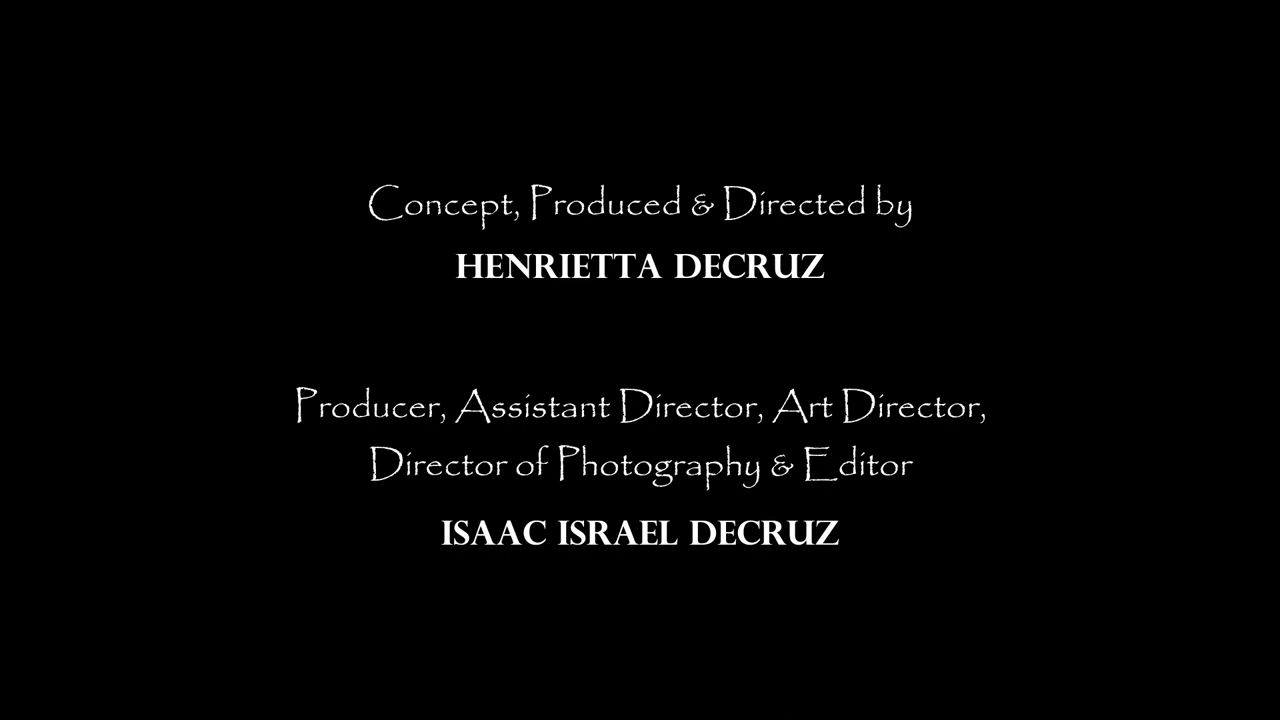 Concept, Produced & Directed by
HENRIETTA DECRUZ
Producer, Assistant Director, Art Director,
Director of Photography & Editor
ISAAC ISRAEL DECRUZ